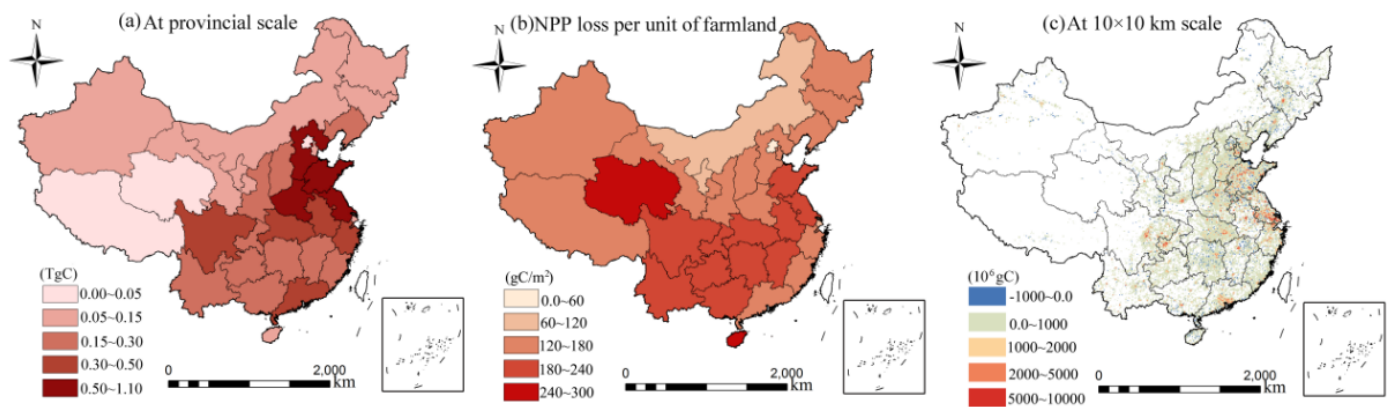 (a) At provincial scale
N
(TgC)
0.00~0.05
0.05~0.15
0.15~0.30
0.30~0.50
0.50~1.10
0 2,000
km
(b) NPP loss per unit of farmland
N
(gC/m²)
0.0~60
60~120
120~180
180~240
240~300
0 2,000
km
(c) At 10×10 km scale
N
(10⁶gC)
-1000~0.0
0.0~1000
1000~2000
2000~5000
5000~10000
0 2,000
km